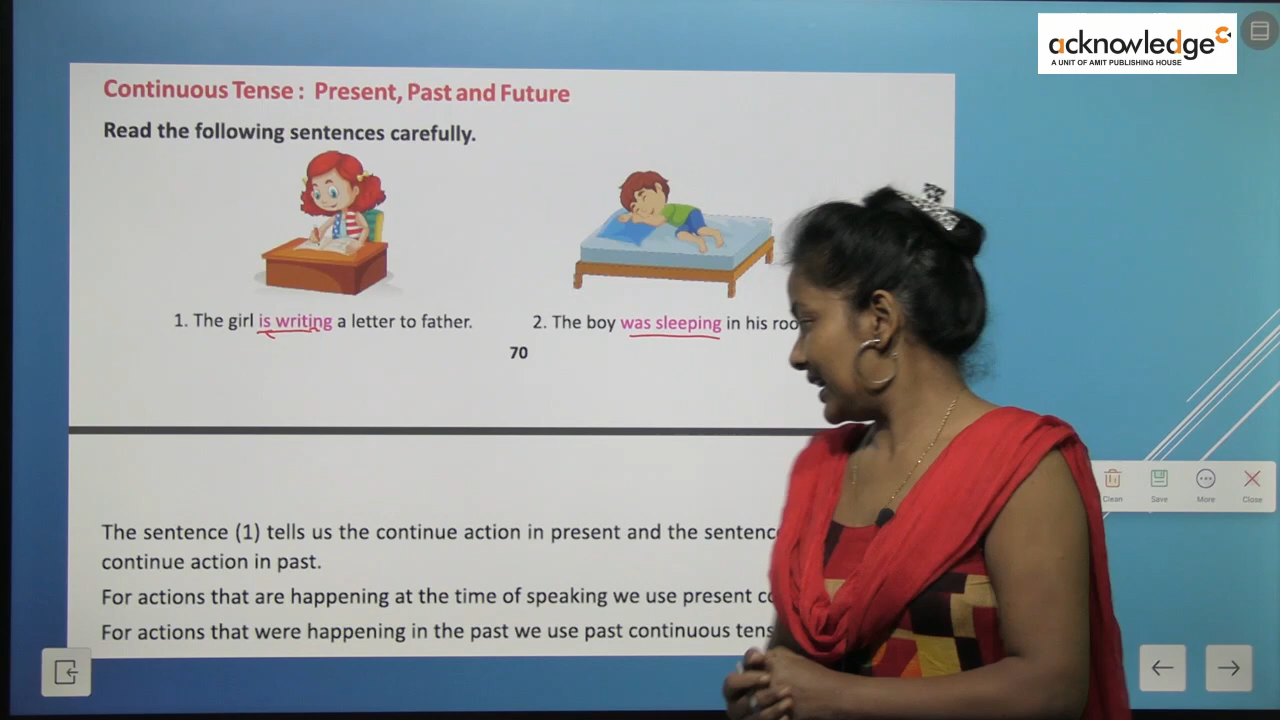 acknowledge
A UNIT OF AMIT PUBLISHING HOUSE
Continuous Tense : Present, Past and Future
Read the following sentences carefully.
1. The girl is writing a letter to father.
2. The boy was sleeping in his
70
The sentence (1) tells us the continue action in present and the
continue action in past.
For actions that are happening at the time of speaking we use present
For actions that were happening in the past we use past continuous
Clean
Save
More
Close